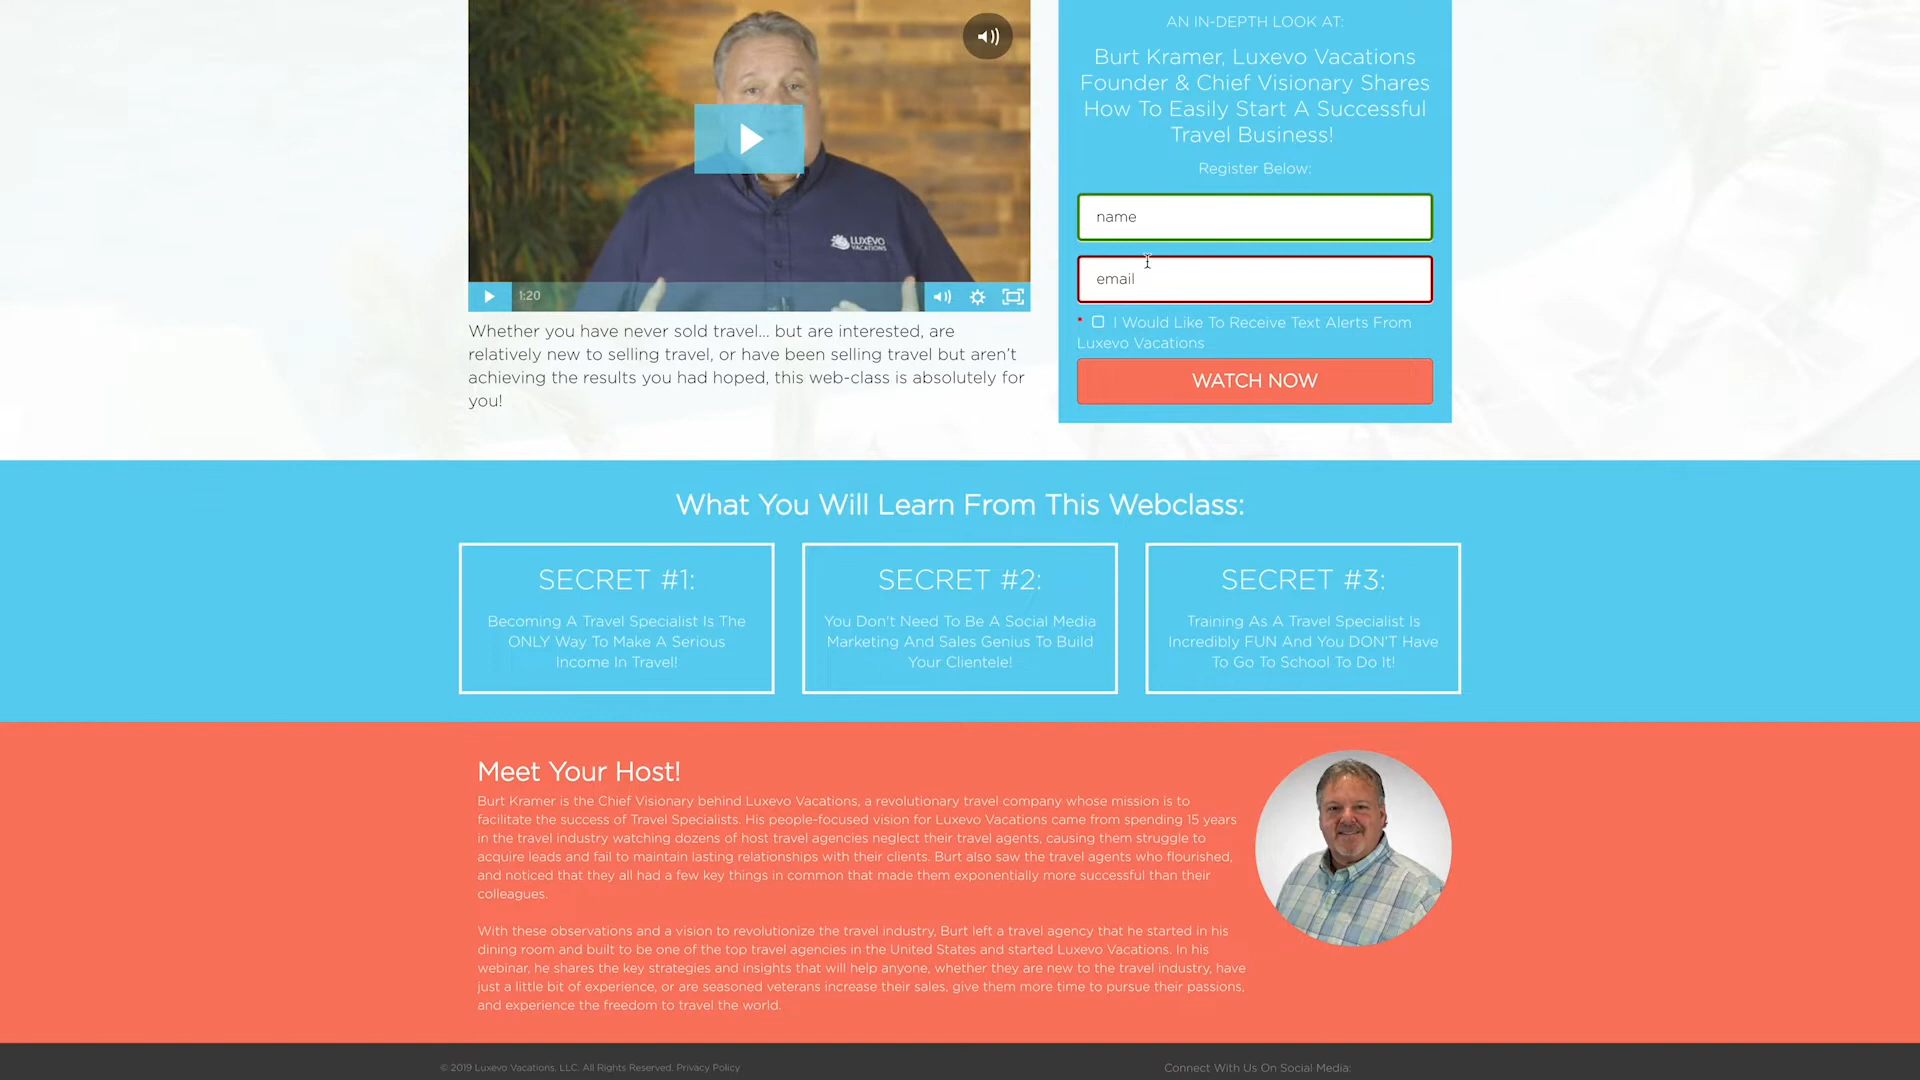 AN IN-DEPTH LOOK AT:
Burt Kramer, Luxevo Vacations
Founder & Chief Visionary Shares
How To Easily Start A Successful
Travel Business!
Register Below:
name
email
* I Would Like To Receive Text Alerts From
Luxevo Vacations
WATCH NOW
LUXEVO
VACATIONS
1:20
Whether you have never sold travel... but are interested, are
relatively new to selling travel, or have been selling travel but aren't
achieving the results you had hoped, this web-class is absolutely for
you!
What You Will Learn From This Webclass:
SECRET #1:
Becoming A Travel Specialist Is The
ONLY Way To Make A Serious
Income In Travel!
SECRET #2:
You Don't Need To Be A Social Media
Marketing And Sales Genius To Build
Your Clientele!
SECRET #3:
Training As A Travel Specialist Is
Incredibly FUN And You DON'T Have
To Go To School To Do It!
Meet Your Host!
Burt Kramer is the Chief Visionary behind Luxevo Vacations, a revolutionary travel company whose mission is to
facilitate the success of Travel Specialists. His people-focused vision for Luxevo Vacations came from spending 15 years
in the travel industry watching dozens of host travel agencies neglect their travel agents, causing them struggle to
acquire leads and fail to maintain lasting relationships with their clients. Burt also saw the travel agents who flourished,
and noticed that they all had a few key things in common that made them exponentially more successful than their
colleagues.
With these observations and a vision to revolutionize the travel industry, Burt left a travel agency that he started in his
dining room and built to be one of the top travel agencies in the United States and started Luxevo Vacations. In his
webinar, he shares the key strategies and insights that will help anyone, whether they are new to the travel industry, have
just a little bit of experience, or are seasoned veterans increase their sales, give them more time to pursue their passions,
and experience the freedom to travel the world.
© 2019 Luxevo Vacations, LLC. All Rights Reserved. Privacy Policy
Connect With Us On Social Media: